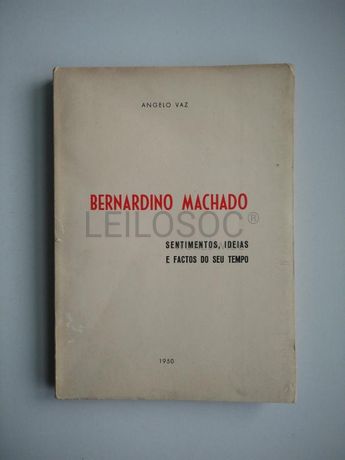 ANGELO VAZ
BERNARDINO MACHADO
LEILOSOC®
SENTIMENTOS, IDEIAS
E FACTOS DO SEU TEMPO
1950